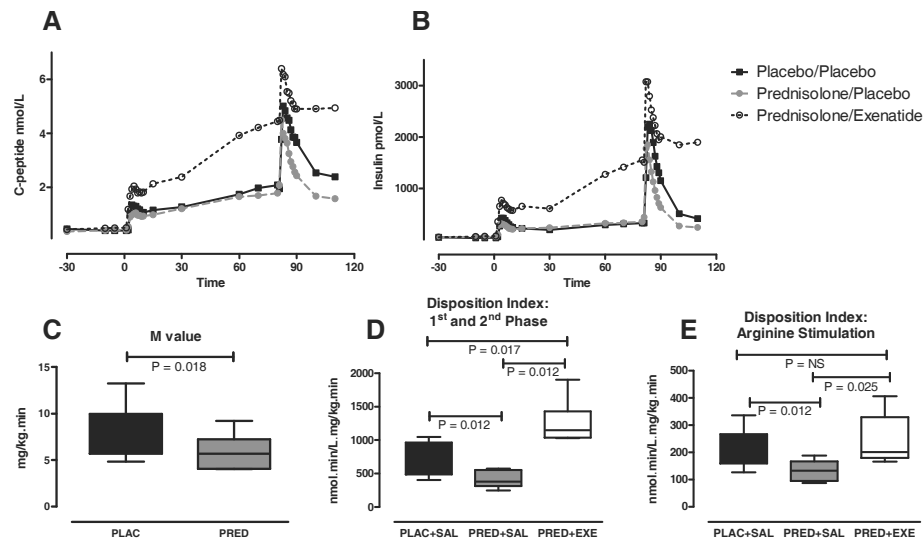 A
B
C-peptide nmol/L
6
4
2
-30 0 30 60 90 120
Time
Insulin pmol/L
3000
2000
1000
-30 0 30 60 90 120
Time
Placebo/Placebo
Prednisolone/Placebo
Prednisolone/Exenatide
C
M value
P = 0.018
mg/kg.min
15
10
5
0
PLAC PRED
D
Disposition Index:
1st and 2nd Phase
P = 0.017
P = 0.012
P = 0.012
nmol.min/L. mg/kg.min
2000
1500
1000
500
0
PLAC+SAL PRED+SAL PRED+EXE
E
Disposition Index:
Arginine Stimulation
P = NS
P = 0.025
P = 0.012
nmol.min/L. mg/kg.min
500
400
300
200
100
0
PLAC+SAL PRED+SAL PRED+EXE